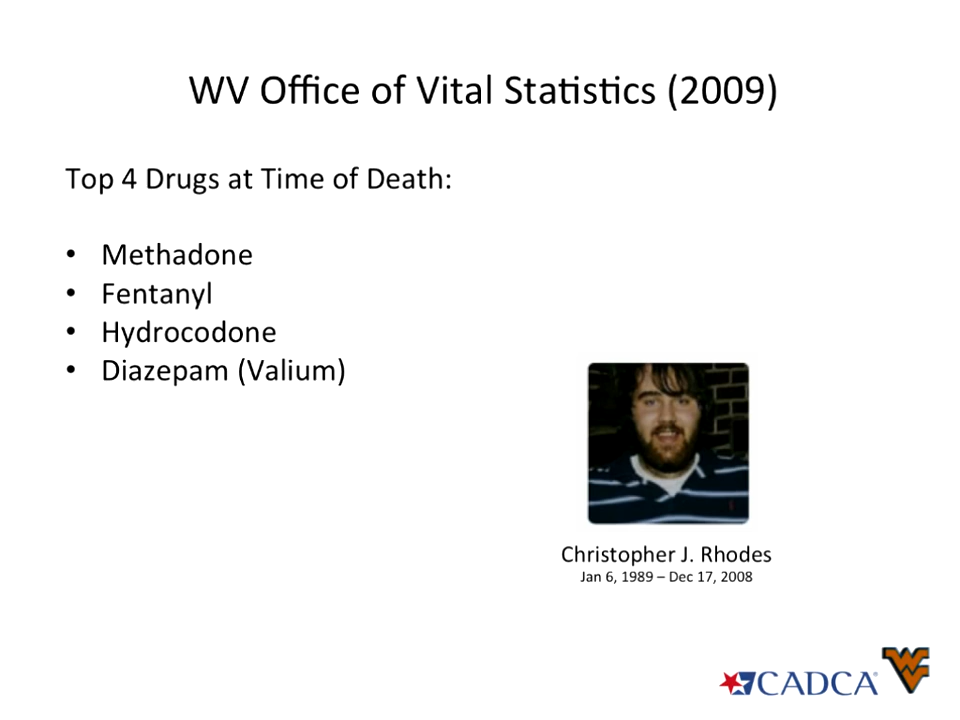 WV Office of Vital Statistics (2009)
Top 4 Drugs at Time of Death:
• Methadone
• Fentanyl
• Hydrocodone
• Diazepam (Valium)
Christopher J. Rhodes
Jan 6, 1989 – Dec 17, 2008
CADCA®
WV